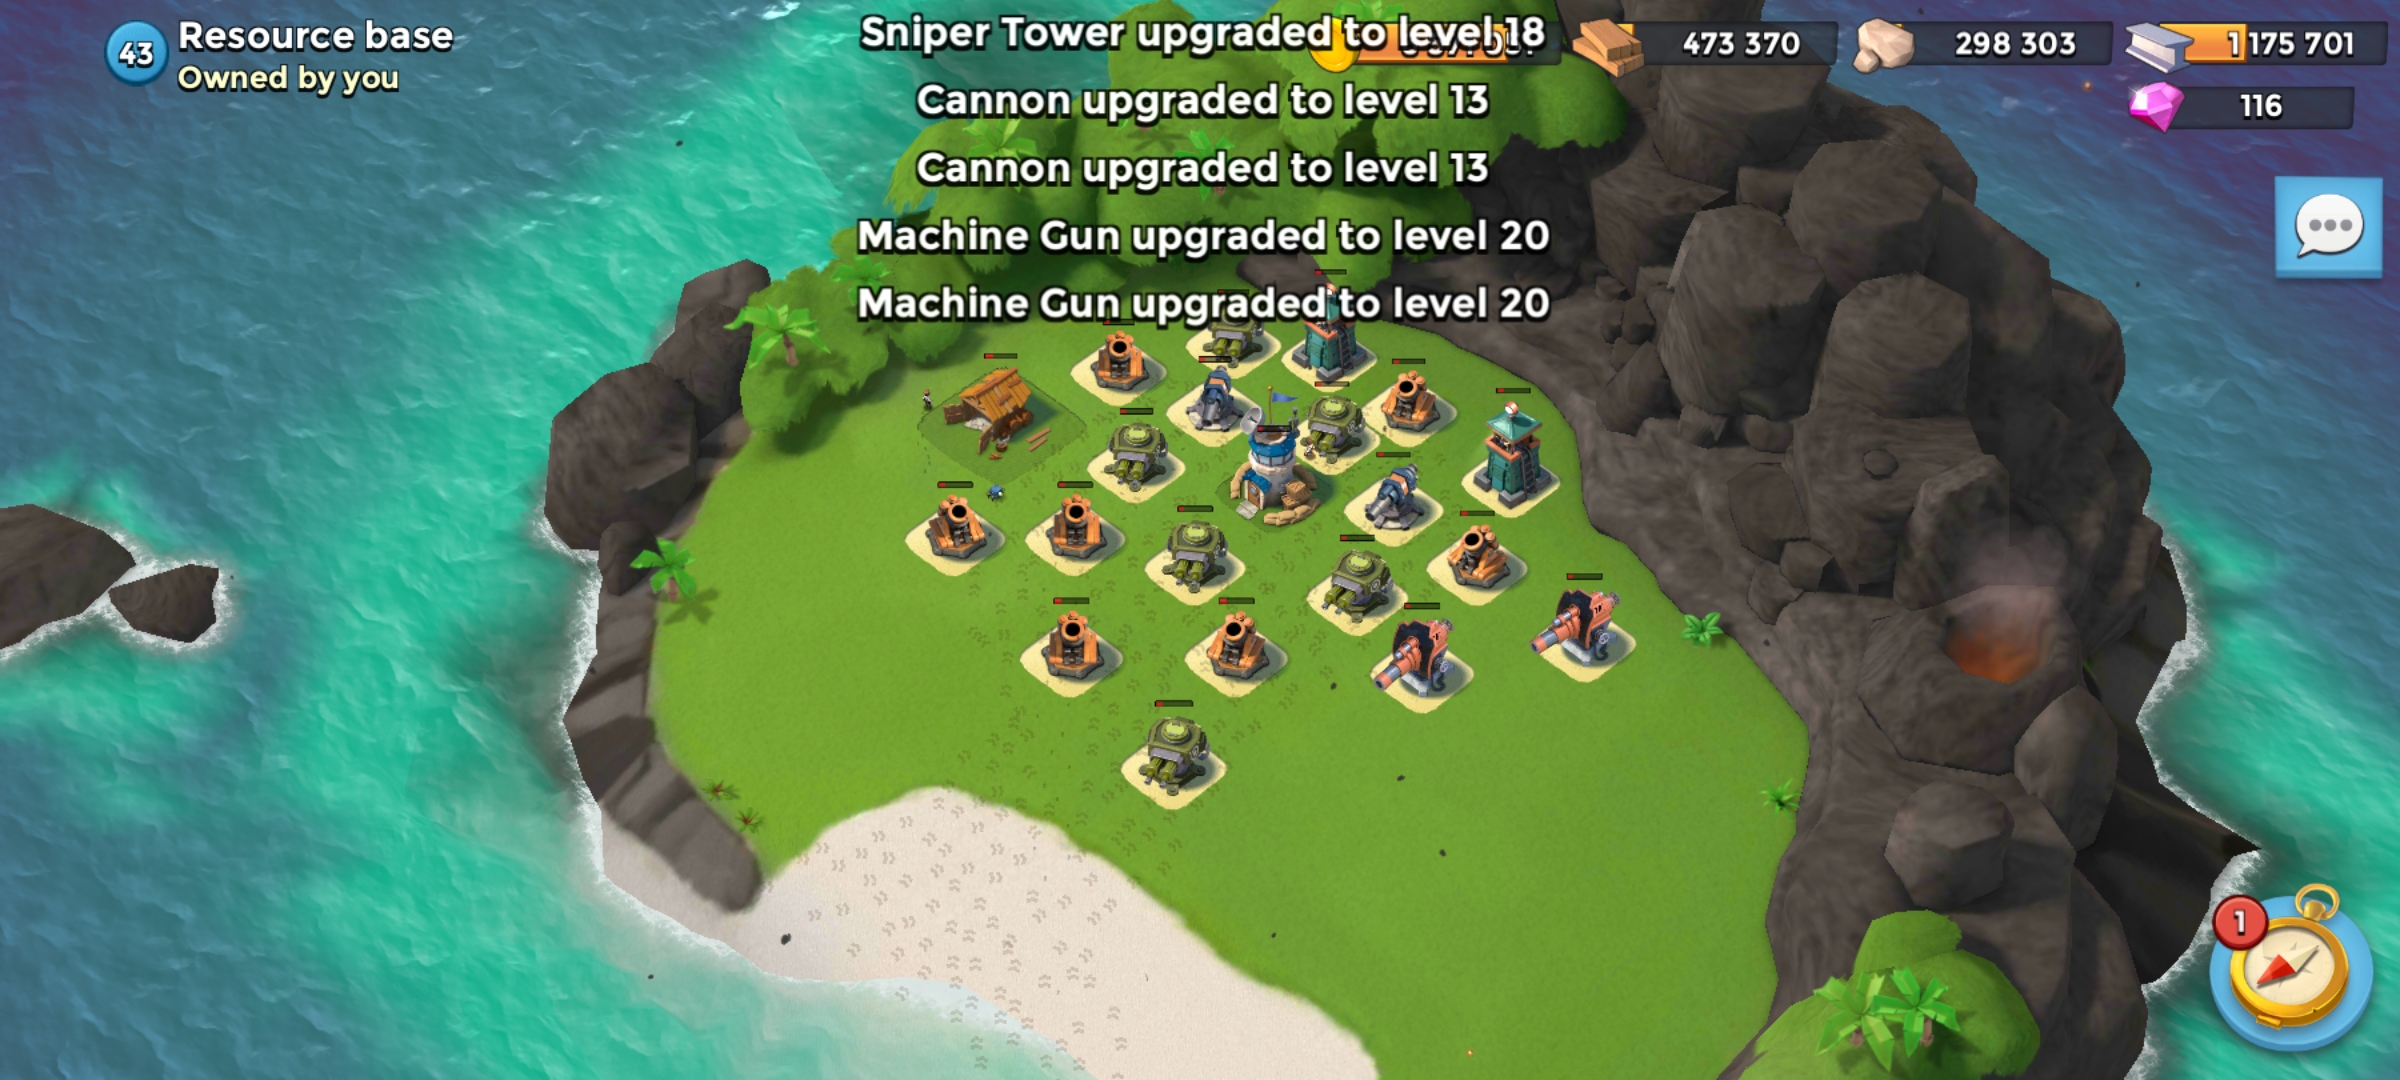 43
Resource base
Owned by you
Sniper Tower upgraded to level 18
Cannon upgraded to level 13
Cannon upgraded to level 13
Machine Gun upgraded to level 20
Machine Gun upgraded to level 20
473 370
298 303
1 175 701
116
1